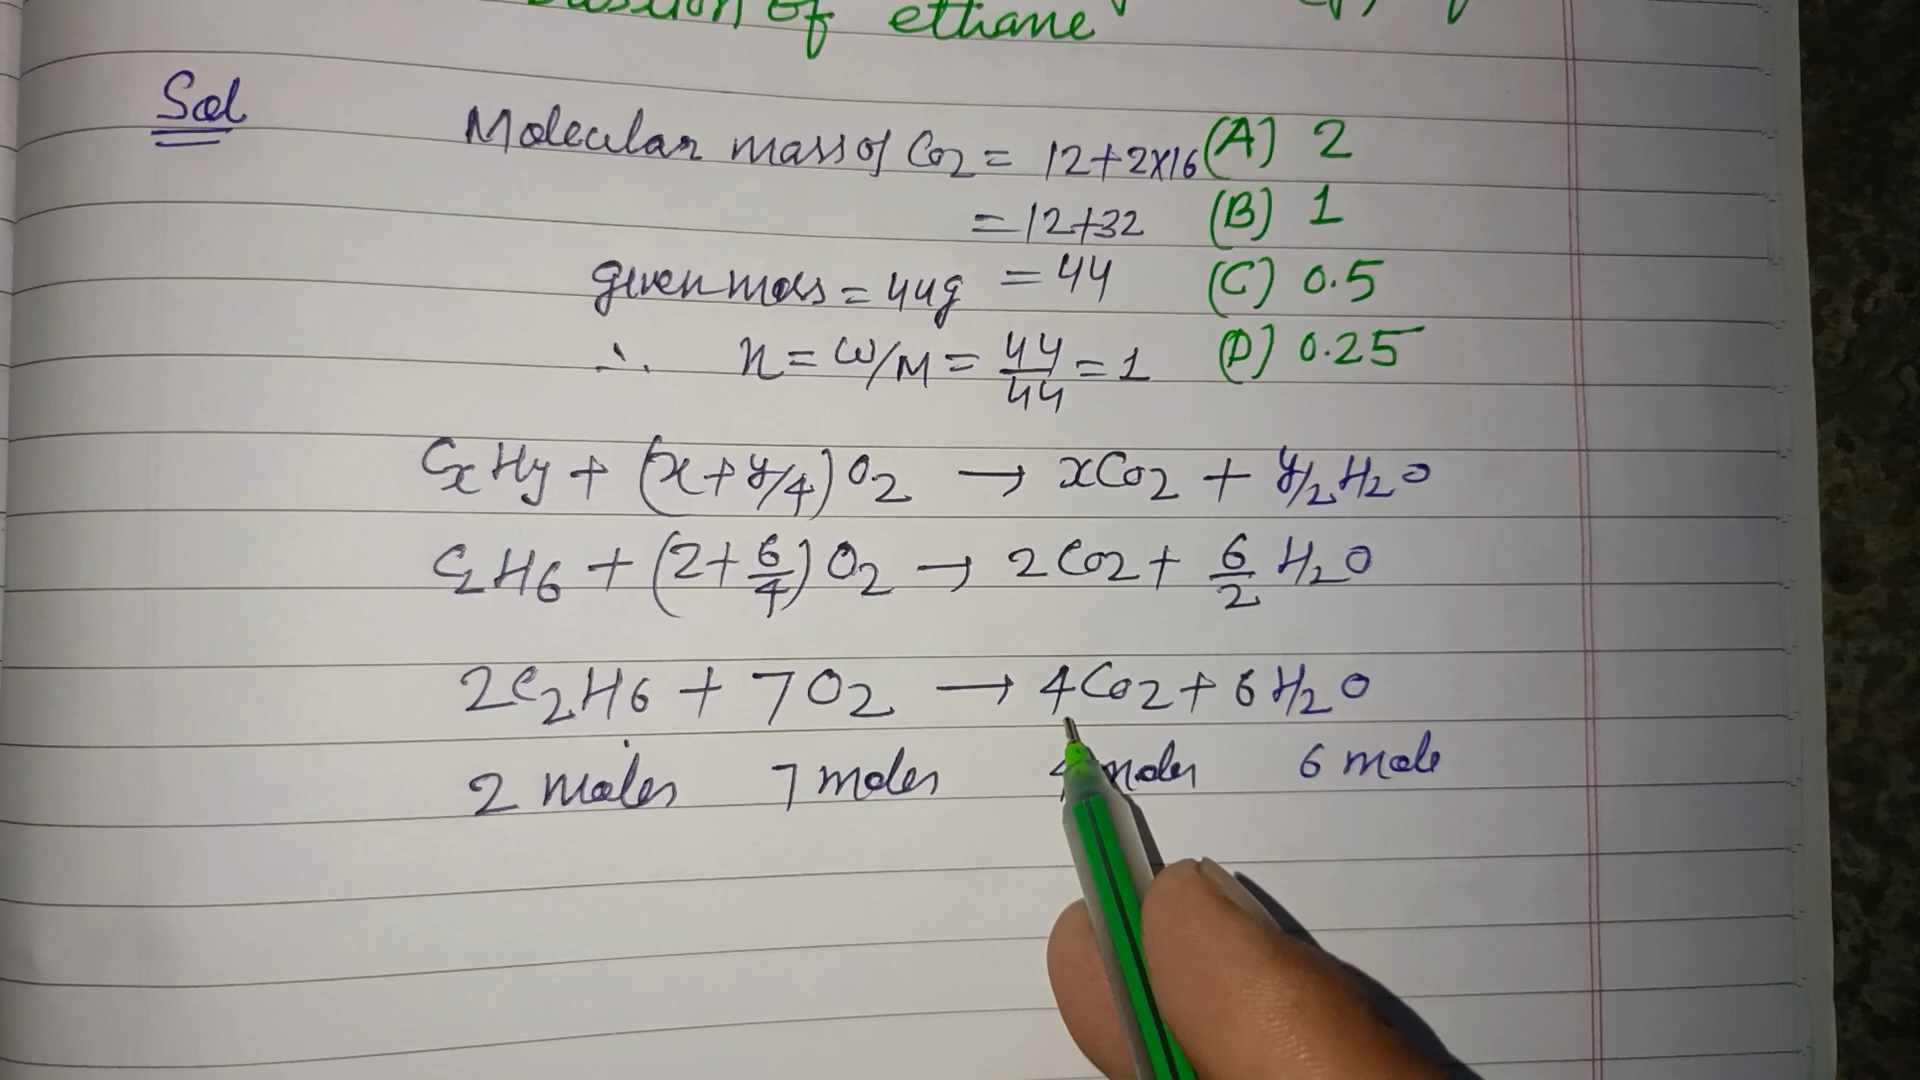 of ethane
Sol
Molecular mass of Co2 = 12+2x16 (A) 2
= 12+32 (B) 1
given mass = 44g = 44 (C) 0.5
∴ n = w/M = 44/44 = 1 (D) 0.25
CxHy + (x+y/4)O2 → xCo2 + y/2 H2O
C2H6 + (2+6/4)O2 → 2Co2 + 6/2 H2O
2C2H6 + 7O2 → 4Co2 + 6H2O
2 moles 7 moles 4 moles 6 mole